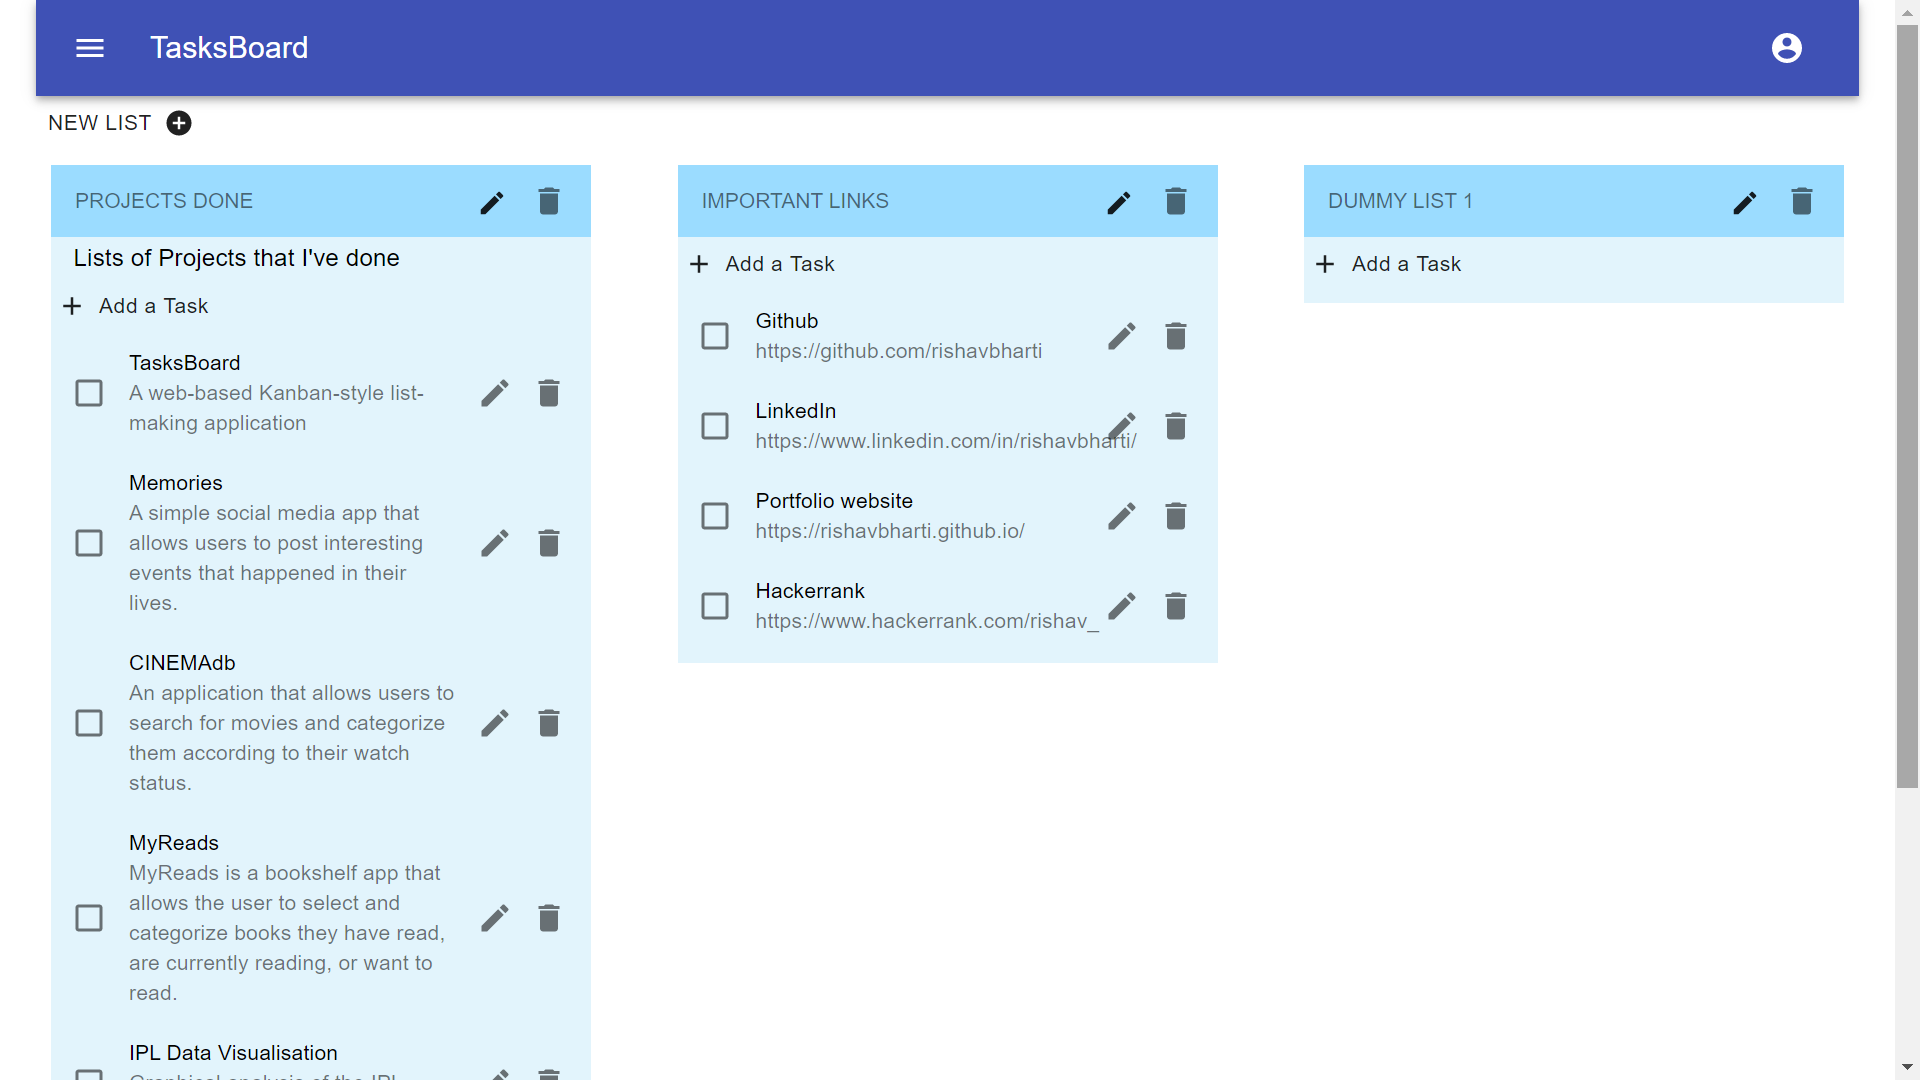 TasksBoard
NEW LIST
PROJECTS DONE
Lists of Projects that I've done
Add a Task
TasksBoard
A web-based Kanban-style list-
making application
Memories
A simple social media app that
allows users to post interesting
events that happened in their
lives.
CINEMAdb
An application that allows users to
search for movies and categorize
them according to their watch
status.
MyReads
MyReads is a bookshelf app that
allows the user to select and
categorize books they have read,
are currently reading, or want to
read.
IPL Data Visualisation
Graphical analysis of the IPL
IMPORTANT LINKS
Add a Task
Github
https://github.com/rishavbharti
LinkedIn
https://www.linkedin.com/in/rishavbharti/
Portfolio website
https://rishavbharti.github.io/
Hackerrank
https://www.hackerrank.com/rishav_
DUMMY LIST 1
Add a Task